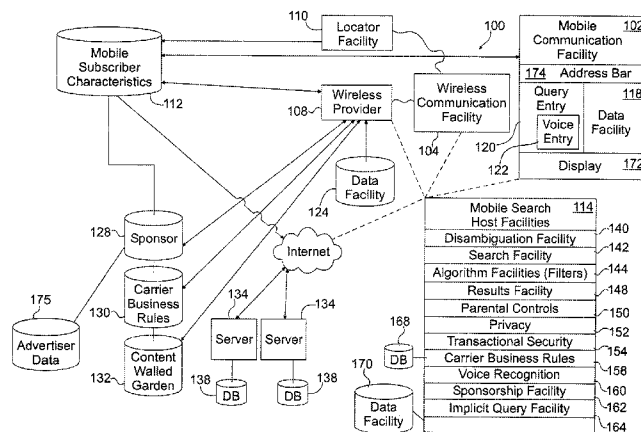 110
Locator
Facility
100
Mobile
Subscriber
Characteristics
112
Wireless
Provider
108
Wireless
Communication
Facility
104
Mobile 102
Communication
Facility
174 Address Bar
Query
Entry
118
Data
Facility
Voice
Entry
120
122
Display 172
Data
Facility
124
Internet
128
Sponsor
175
Advertiser
Data
Carrier
Business
Rules
130
Content
Walled
Garden
132
134
134
Server
Server
138
DB
DB
138
168
DB
170
Data
Facility
Mobile Search 114
Host Facilities
140
Disambiguation Facility
142
Search Facility
144
Algorithm Facilities (Filters)
148
Results Facility
150
Parental Controls
152
Privacy
154
Transactional Security
158
Carrier Business Rules
160
Voice Recognition
162
Sponsorship Facility
164
Implicit Query Facility